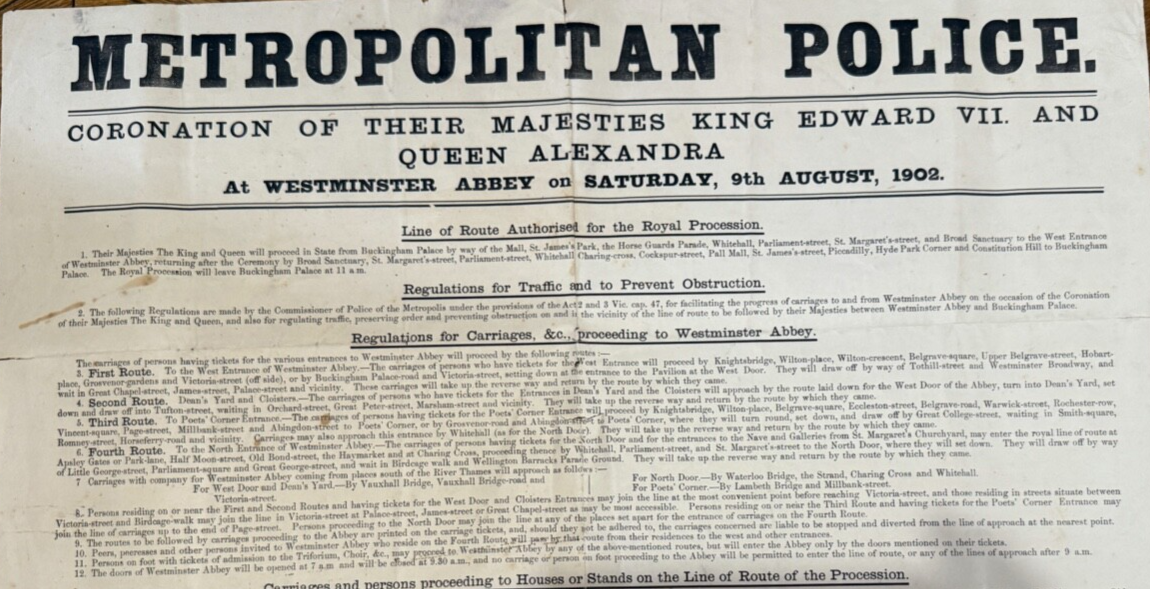 METROPOLITAN POLICE.
CORONATION OF THEIR MAJESTIES KING EDWARD VII. AND
QUEEN ALEXANDRA
At WESTMINSTER ABBEY on SATURDAY, 9th AUGUST, 1902.
Line of Route Authorised for the Royal Procession.
1. Their Majesties The King and Queen will proceed in State from Buckingham Palace by way of the Mall, St. James's Park, the Horse Guards Parade, Whitehall, Parliament-street, St. Margaret's-street, and Broad Sanctuary to the West Entrance
of Westminster Abbey, returning after the Ceremony by Broad Sanctuary, St. Margaret's-street, Parliament-street, Whitehall Charing-cross, Cockspur-street, Pall Mall, St. James's-street, Piccadilly, Hyde Park Corner and Constitution Hill to Buckingham
Palace. The Royal Procession will leave Buckingham Palace at 11 a.m.
Regulations for Traffic and to Prevent Obstruction.
2. The following Regulations are made by the Commissioner of Police of the Metropolis under the provisions of the Act 2 and 3 Vic. cap. 47, for facilitating the progress of carriages to and from Westminster Abbey on the occasion of the Coronation
of their Majesties The King and Queen, and also for regulating traffic, preserving order and preventing obstruction on and in the vicinity of the line of route to be followed by their Majesties between Westminster Abbey and Buckingham Palace.
Regulations for Carriages, &c., proceeding to Westminster Abbey.
The carriages of persons having tickets for the various entrances to Westminster Abbey will proceed by the following routes :—
3. First Route. To the West Entrance of Westminster Abbey.—The carriages of persons who have tickets for the West Entrance will proceed by Knightsbridge, Wilton-place, Wilton-crescent, Belgrave-square, Upper Belgrave-street, Hobart-
place, Grosvenor-gardens and Victoria-street (off side), or by Buckingham Palace-road and Victoria-street, setting down at the entrance to the Pavilion at the West Door. They will draw off by way of Tothill-street and Westminster Broadway, and
wait in Great Chapel-street, James-street, Palace-street and vicinity. These carriages will take up the reverse way and return by the route by which they came.
4. Second Route. Dean's Yard and Cloisters.—The carriages of persons who have tickets for the Entrances in Dean's Yard and the Cloisters will approach by the route laid down for the West Door of the Abbey, turn into Dean's Yard, set
down and draw off into Tufton-street, waiting in Orchard-street, Great Peter-street, Marsham-street and vicinity. They will take up the reverse way and return by the route by which they came.
5. Third Route. To Poets' Corner Entrance.—The carriages of persons having tickets for the Poets' Corner Entrance will proceed by Knightsbridge, Wilton-place, Belgrave-square, Eccleston-street, Belgrave-road, Warwick-street, Rochester-row,
Vincent-square, Page-street, Millbank-street and Abingdon-street to Poets' Corner, or by Grosvenor-road and Abingdon-street to Poets' Corner, where they will turn round, set down, and draw off by Great College-street, waiting in Smith-square,
Romney-street, Horseferry-road and vicinity. Carriages may also approach this entrance by Whitehall (as for the North Door). They will take up the reverse way and return by the route by which they came.
6. Fourth Route. To the North Entrance of Westminster Abbey.—The carriages of persons having tickets for the North Door and for the entrances to the Nave and Galleries from St. Margaret's Churchyard, may enter the royal line of route at
Apsley Gates or Park-lane, Half Moon-street, Old Bond-street, the Haymarket and at Charing Cross, proceeding thence by Whitehall, Parliament-street, and St. Margaret's-street to the North Door, where they will set down. They will draw off by way
of Little George-street, Parliament-square and Great George-street, and wait in Birdcage walk and Wellington Barracks Parade Ground. They will take up the reverse way and return by the route by which they came.
7 Carriages with company for Westminster Abbey coming from places south of the River Thames will approach as follows :—
For West Door and Dean's Yard.—By Vauxhall Bridge, Vauxhall Bridge-road and
Victoria-street.
For North Door.—By Waterloo Bridge, the Strand, Charing Cross and Whitehall.
For Poets' Corner.—By Lambeth Bridge and Millbank-street.
8. Persons residing on or near the First and Second Routes and having tickets for the West Door and Cloisters Entrances may join the line at the most convenient point before reaching Victoria-street, and those residing in streets situate between
Victoria-street and Birdcage-walk may join the line in Victoria-street at Palace-street, James-street or Great Chapel-street as may be most accessible. Persons residing on or near the Third Route and having tickets for the Poets' Corner Entrance may
join the line of carriages up to the end of Page-street. Persons proceeding to the North Door may join the line at any of the places set apart for the entrance of carriages on the Fourth Route.
9. The routes to be followed by carriages proceeding to the Abbey are printed on the carriage tickets, and, should they not be adhered to, the carriages concerned are liable to be stopped and diverted from the line of approach at the nearest point.
10. Peers, peeresses and other persons invited to Westminster Abbey who reside on the Fourth Route will pass by that route from their residences to the west and other entrances.
11. Persons on foot with tickets of admission to the Triforium, Choir, &c., may proceed to Westminster Abbey by any of the above-mentioned routes, but will enter the Abbey only by the doors mentioned on their tickets.
12. The doors of Westminster Abbey will be opened at 7 a.m and will be closed at 9.30 a.m., and no carriage or person on foot proceeding to the Abbey will be permitted to enter the line of route, or any of the lines of approach after 9 a.m.
Carriages and persons proceeding to Houses or Stands on the Line of Route of the Procession.